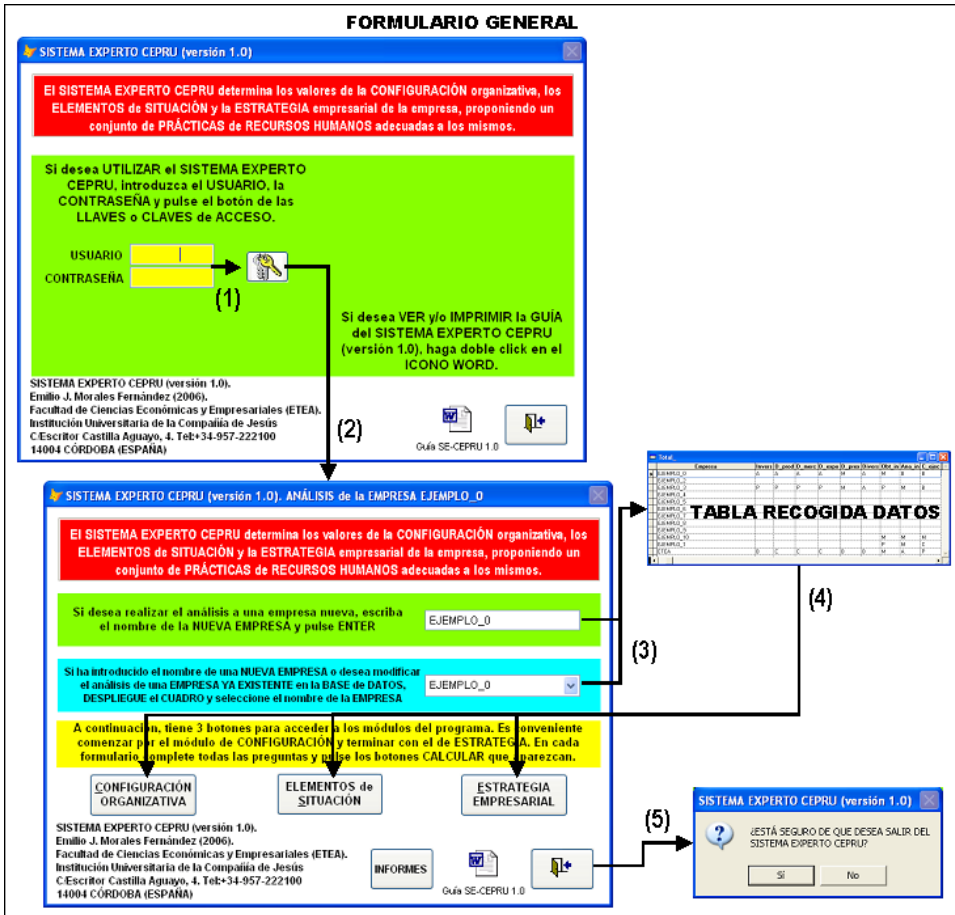 FORMULARIO GENERAL
SISTEMA EXPERTO CEPRU (versión 1.0)
El SISTEMA EXPERTO CEPRU determina los valores de la CONFIGURACIÓN organizativa, los
ELEMENTOS de SITUACIÓN y la ESTRATEGIA empresarial de la empresa, proponiendo un
conjunto de PRÁCTICAS de RECURSOS HUMANOS adecuadas a los mismos.
Si desea UTILIZAR el SISTEMA EXPERTO
CEPRU, introduzca el USUARIO, la
CONTRASEÑA y pulse el botón de las
LLAVES o CLAVES de ACCESO.
USUARIO
CONTRASEÑA
(1)
Si desea VER y/o IMPRIMIR la GUÍA
del SISTEMA EXPERTO CEPRU
(versión 1.0), haga doble click en el
ICONO WORD.
SISTEMA EXPERTO CEPRU (versión 1.0).
Emilio J. Morales Fernández (2006).
Facultad de Ciencias Económicas y Empresariales (ETEA).
Institución Universitaria de la Compañía de Jesús
C/Escritor Castilla Aguayo, 4. Tel:+34-957-222100
14004 CÓRDOBA (ESPAÑA)
Guía SE-CEPRU 1.0
(2)
SISTEMA EXPERTO CEPRU (versión 1.0). ANÁLISIS de la EMPRESA EJEMPLO_0
El SISTEMA EXPERTO CEPRU determina los valores de la CONFIGURACIÓN organizativa, los
ELEMENTOS de SITUACIÓN y la ESTRATEGIA empresarial de la empresa, proponiendo un
conjunto de PRÁCTICAS de RECURSOS HUMANOS adecuadas a los mismos.
Si desea realizar el análisis a una empresa nueva, escriba
el nombre de la NUEVA EMPRESA y pulse ENTER
EJEMPLO_0
Si ha introducido el nombre de una NUEVA EMPRESA o desea modificar
el análisis de una EMPRESA YA EXISTENTE en la BASE de DATOS,
DESPLIEGUE el CUADRO y seleccione el nombre de la EMPRESA
EJEMPLO_0
(3)
Total_
Empresa
TABLA RECOGIDA DATOS
EJEMPLO_10
ETEA
(4)
A continuación, tiene 3 botones para acceder a los módulos del programa. Es conveniente
comenzar por el módulo de CONFIGURACIÓN y terminar con el de ESTRATEGIA. En cada
formulario complete todas las preguntas y pulse los botones CALCULAR que aparezcan.
CONFIGURACIÓN
ORGANIZATIVA
ELEMENTOS de
SITUACIÓN
ESTRATEGIA
EMPRESARIAL
SISTEMA EXPERTO CEPRU (versión 1.0).
Emilio J. Morales Fernández (2006).
Facultad de Ciencias Económicas y Empresariales (ETEA).
Institución Universitaria de la Compañía de Jesús
C/Escritor Castilla Aguayo, 4. Tel:+34-957-222100
14004 CÓRDOBA (ESPAÑA)
INFORMES
Guía SE-CEPRU 1.0
(5)
SISTEMA EXPERTO CEPRU (versión 1.0)
¿ESTÁ SEGURO DE QUE DESEA SALIR DEL
SISTEMA EXPERTO CEPRU?
Sí
No